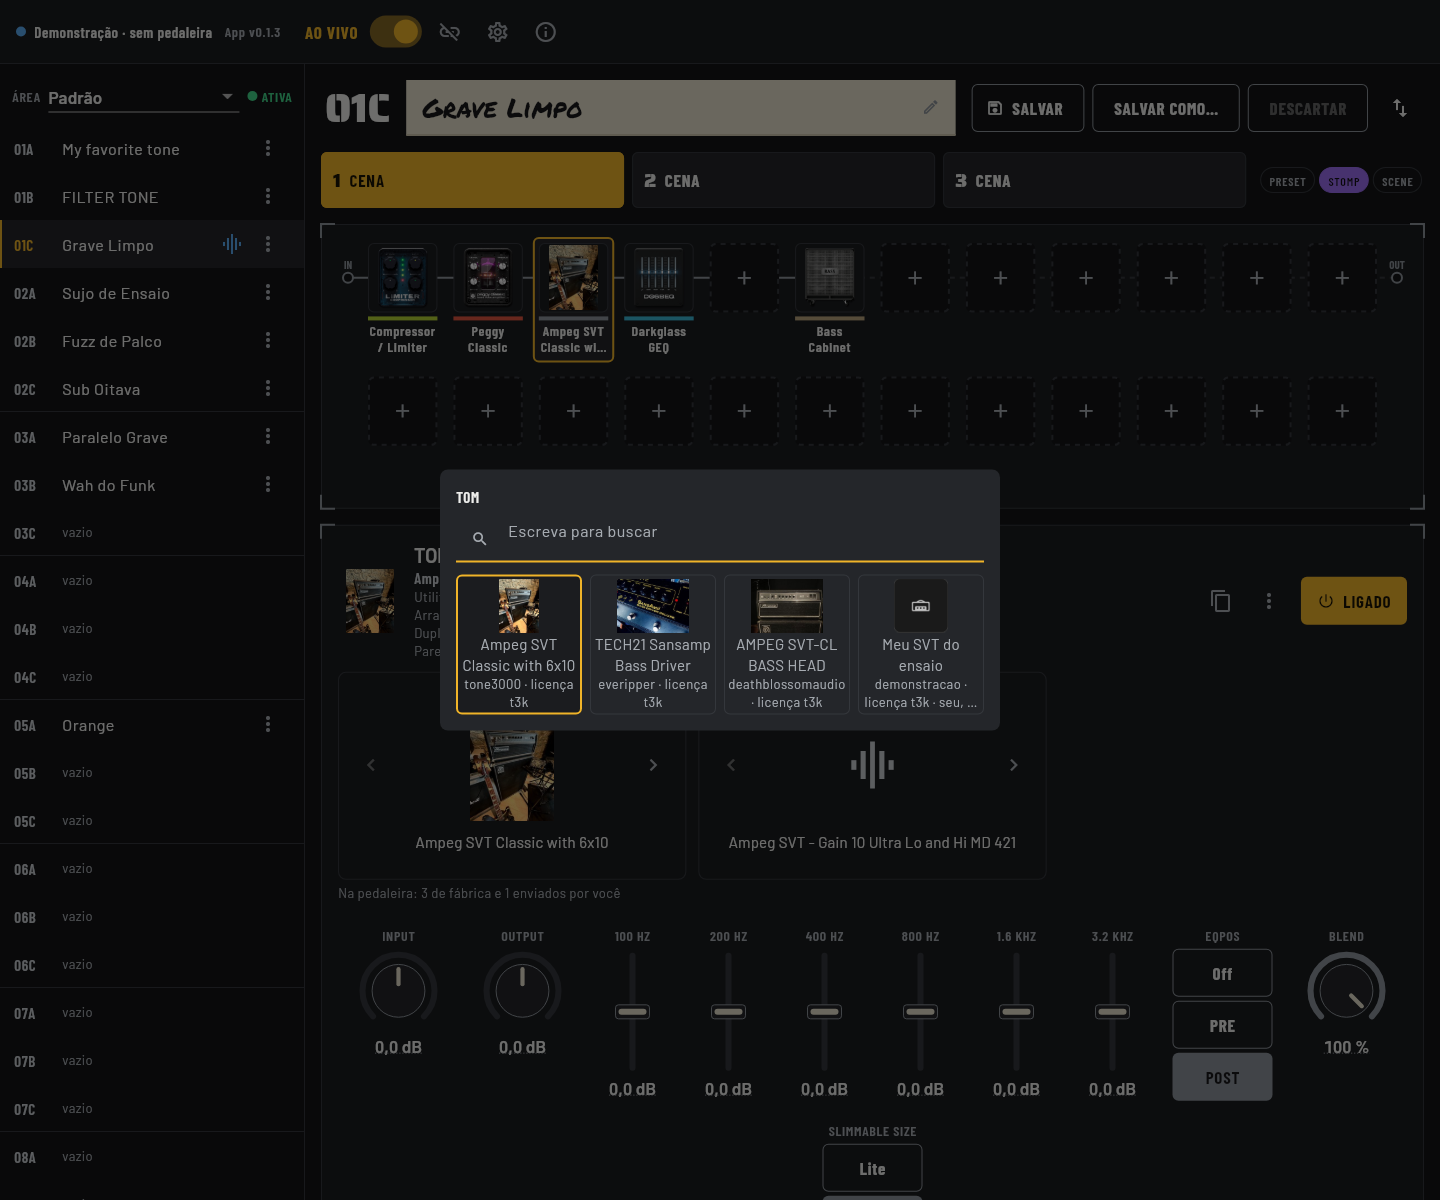 Demonstração · sem pedaleira App v0.1.3 AO VIVO
ÁREA Padrão ATIVA
01A My favorite tone
01B FILTER TONE
01C Grave Limpo
02A Sujo de Ensaio
02B Fuzz de Palco
02C Sub Oitava
03A Paralelo Grave
03B Wah do Funk
03C vazio
04A vazio
04B vazio
04C vazio
05A Orange
05B vazio
05C vazio
06A vazio
06B vazio
06C vazio
07A vazio
07B vazio
07C vazio
08A vazio
01C Grave Limpo SALVAR SALVAR COMO... DESCARTAR
1 CENA 2 CENA 3 CENA PRESET STOMP SCENE
IN OUT
LIMITER
Compressor
/ Limiter
Peggy
Classic
Ampeg SVT
Classic wi...
Darkglass
GEQ
Bass
Cabinet
TOM
Escreva para buscar
Ampeg SVT
Classic with 6x10
tone3000 · licença
t3k
TECH21 Sansamp
Bass Driver
everipper · licença
t3k
AMPEG SVT-CL
BASS HEAD
deathblossomaudio
· licença t3k
Meu SVT do
ensaio
demonstracao ·
licença t3k · seu, ...
LIGADO
Ampeg SVT Classic with 6x10
Ampeg SVT - Gain 10 Ultra Lo and Hi MD 421
Na pedaleira: 3 de fábrica e 1 enviados por você
INPUT OUTPUT 100 HZ 200 HZ 400 HZ 800 HZ 1.6 KHZ 3.2 KHZ EQPOS BLEND
Off
PRE
POST
0,0 dB 0,0 dB 100 %
0,0 dB 0,0 dB 0,0 dB 0,0 dB 0,0 dB 0,0 dB
SLIMMABLE SIZE
Lite